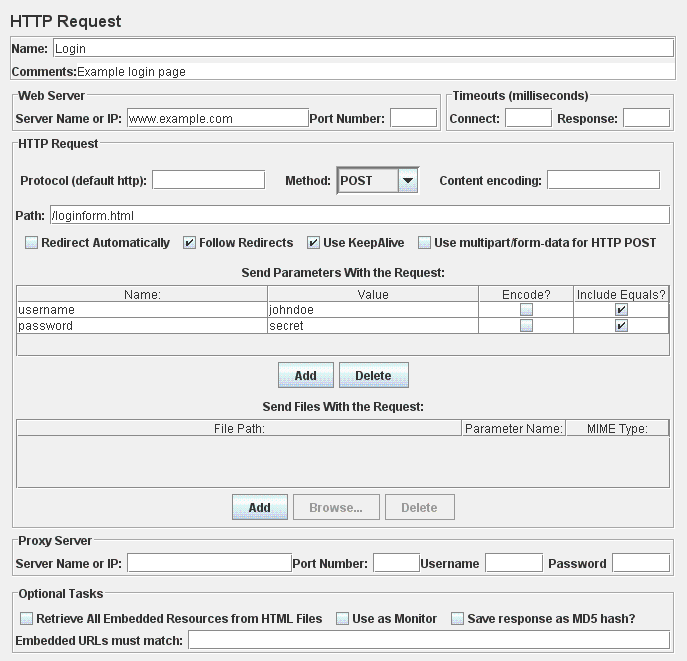 HTTP Request
Name: Login
Comments:Example login page
Web Server Timeouts (milliseconds)
Server Name or IP: www.example.com Port Number: Connect: Response:
HTTP Request
Protocol (default http): Method: POST Content encoding:
Path: /loginform.html
Redirect Automatically Follow Redirects Use KeepAlive Use multipart/form-data for HTTP POST
Send Parameters With the Request:
Name: Value Encode? Include Equals?
username johndoe
password secret
Add Delete
Send Files With the Request:
File Path: Parameter Name: MIME Type:
Add Browse... Delete
Proxy Server
Server Name or IP: Port Number: Username Password
Optional Tasks
Retrieve All Embedded Resources from HTML Files Use as Monitor Save response as MD5 hash?
Embedded URLs must match: